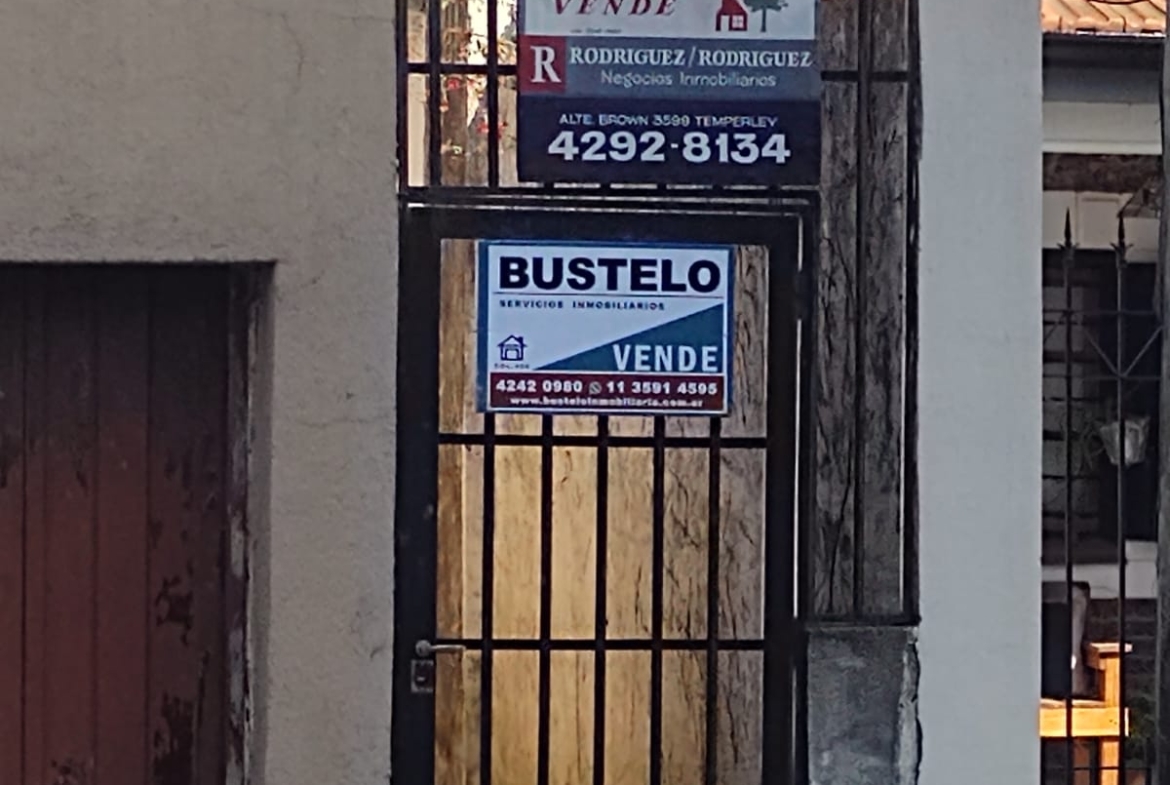 VENDE
R RODRIGUEZ/RODRIGUEZ
Negocios Inmobiliarios
ALTE. BROWN 3599 TEMPERLEY
4292-8134
BUSTELO
SERVICIOS INMOBILIARIOS
VENDE
4242 0980 11 3591 4595
www.busteloinmobiliaria.com.ar